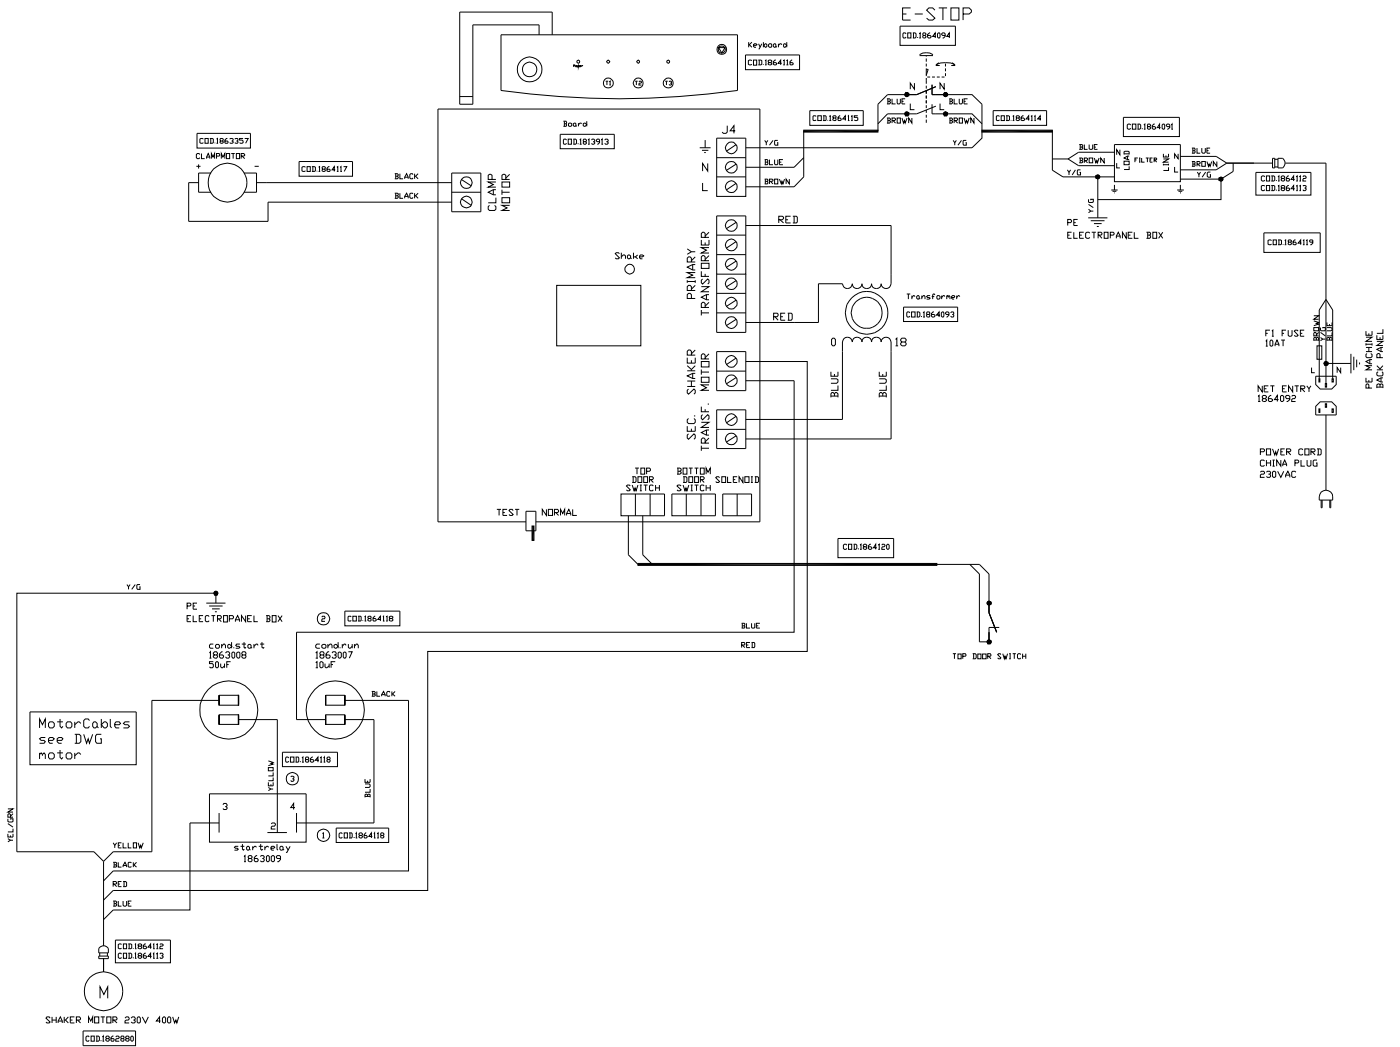 E-STOP
COD.1864094
Keyboard
COD.1864116
T1
T2
T3
N
N
BLUE
BLUE
L
L
BROWN
BROWN
COD.1864115
COD.1864114
COD.1864091
Board
COD.1813913
J4
Y/G
Y/G
N
BLUE
L
BROWN
BLUE
BROWN
Y/G
N
L
LOAD
FILTER
LINE
N
L
BLUE
BROWN
Y/G
COD.1864112
COD.1864113
Y/G
PE
ELECTROPANEL BOX
COD.1864119
COD.1863357
CLAMPMOTOR
+
-
COD.1864117
BLACK
BLACK
CLAMP
MOTOR
Shake
PRIMARY
TRANSFORMER
RED
RED
Transformer
COD.1864093
0
18
BLUE
BLUE
SHAKER
MOTOR
SEC.
TRANSF.
F1 FUSE
10AT
BROWN
Y/G
BLUE
L
N
PE MACHINE
BACK PANEL
NET ENTRY
1864092
POWER CORD
CHINA PLUG
230VAC
TOP
DOOR
SWITCH
BOTTOM
DOOR
SWITCH
SOLENOID
TEST
NORMAL
COD.1864120
TOP DOOR SWITCH
Y/G
PE
ELECTROPANEL BOX
2
COD.1864118
BLUE
RED
cond.start
1863008
50uF
cond.run
1863007
10uF
BLACK
MotorCables
see DWG
motor
COD.1864118
3
YELLOW
BLUE
3
2
4
1
COD.1864118
startrelay
1863009
YEL/GRN
YELLOW
BLACK
RED
BLUE
COD.1864112
COD.1864113
M
SHAKER MOTOR 230V 400W
COD.1862880